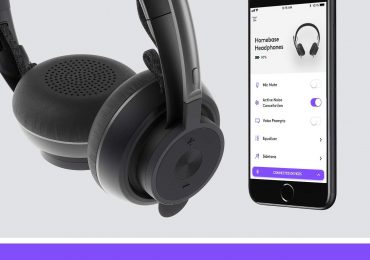 Homebase
Headphones
Mic Mute
Active Noise
Cancellation
Voice Prompts
Equalizer
Sidetone
CONNECTED DEVICES